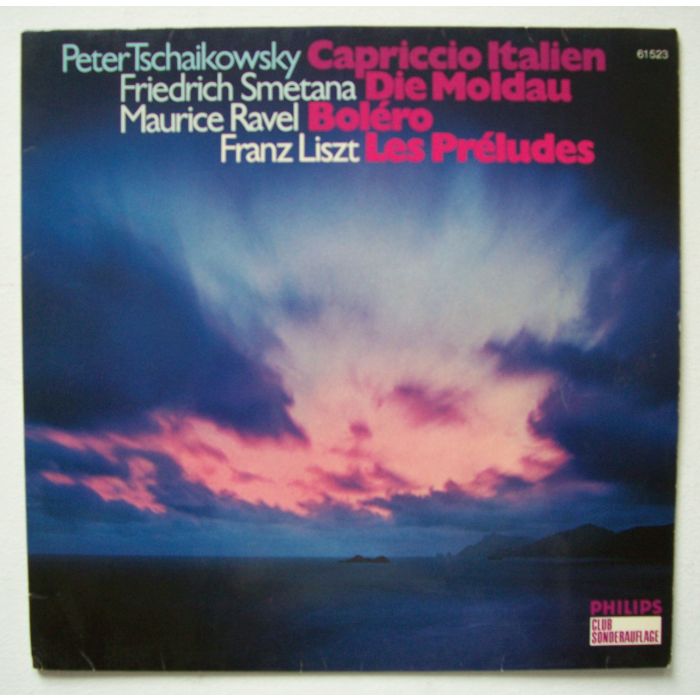 Peter Tschaikowsky Capriccio Italien
61523
Friedrich Smetana Die Moldau
Maurice Ravel Boléro
Franz Liszt Les Préludes
PHILIPS
CLUB
SONDERAUFLAGE